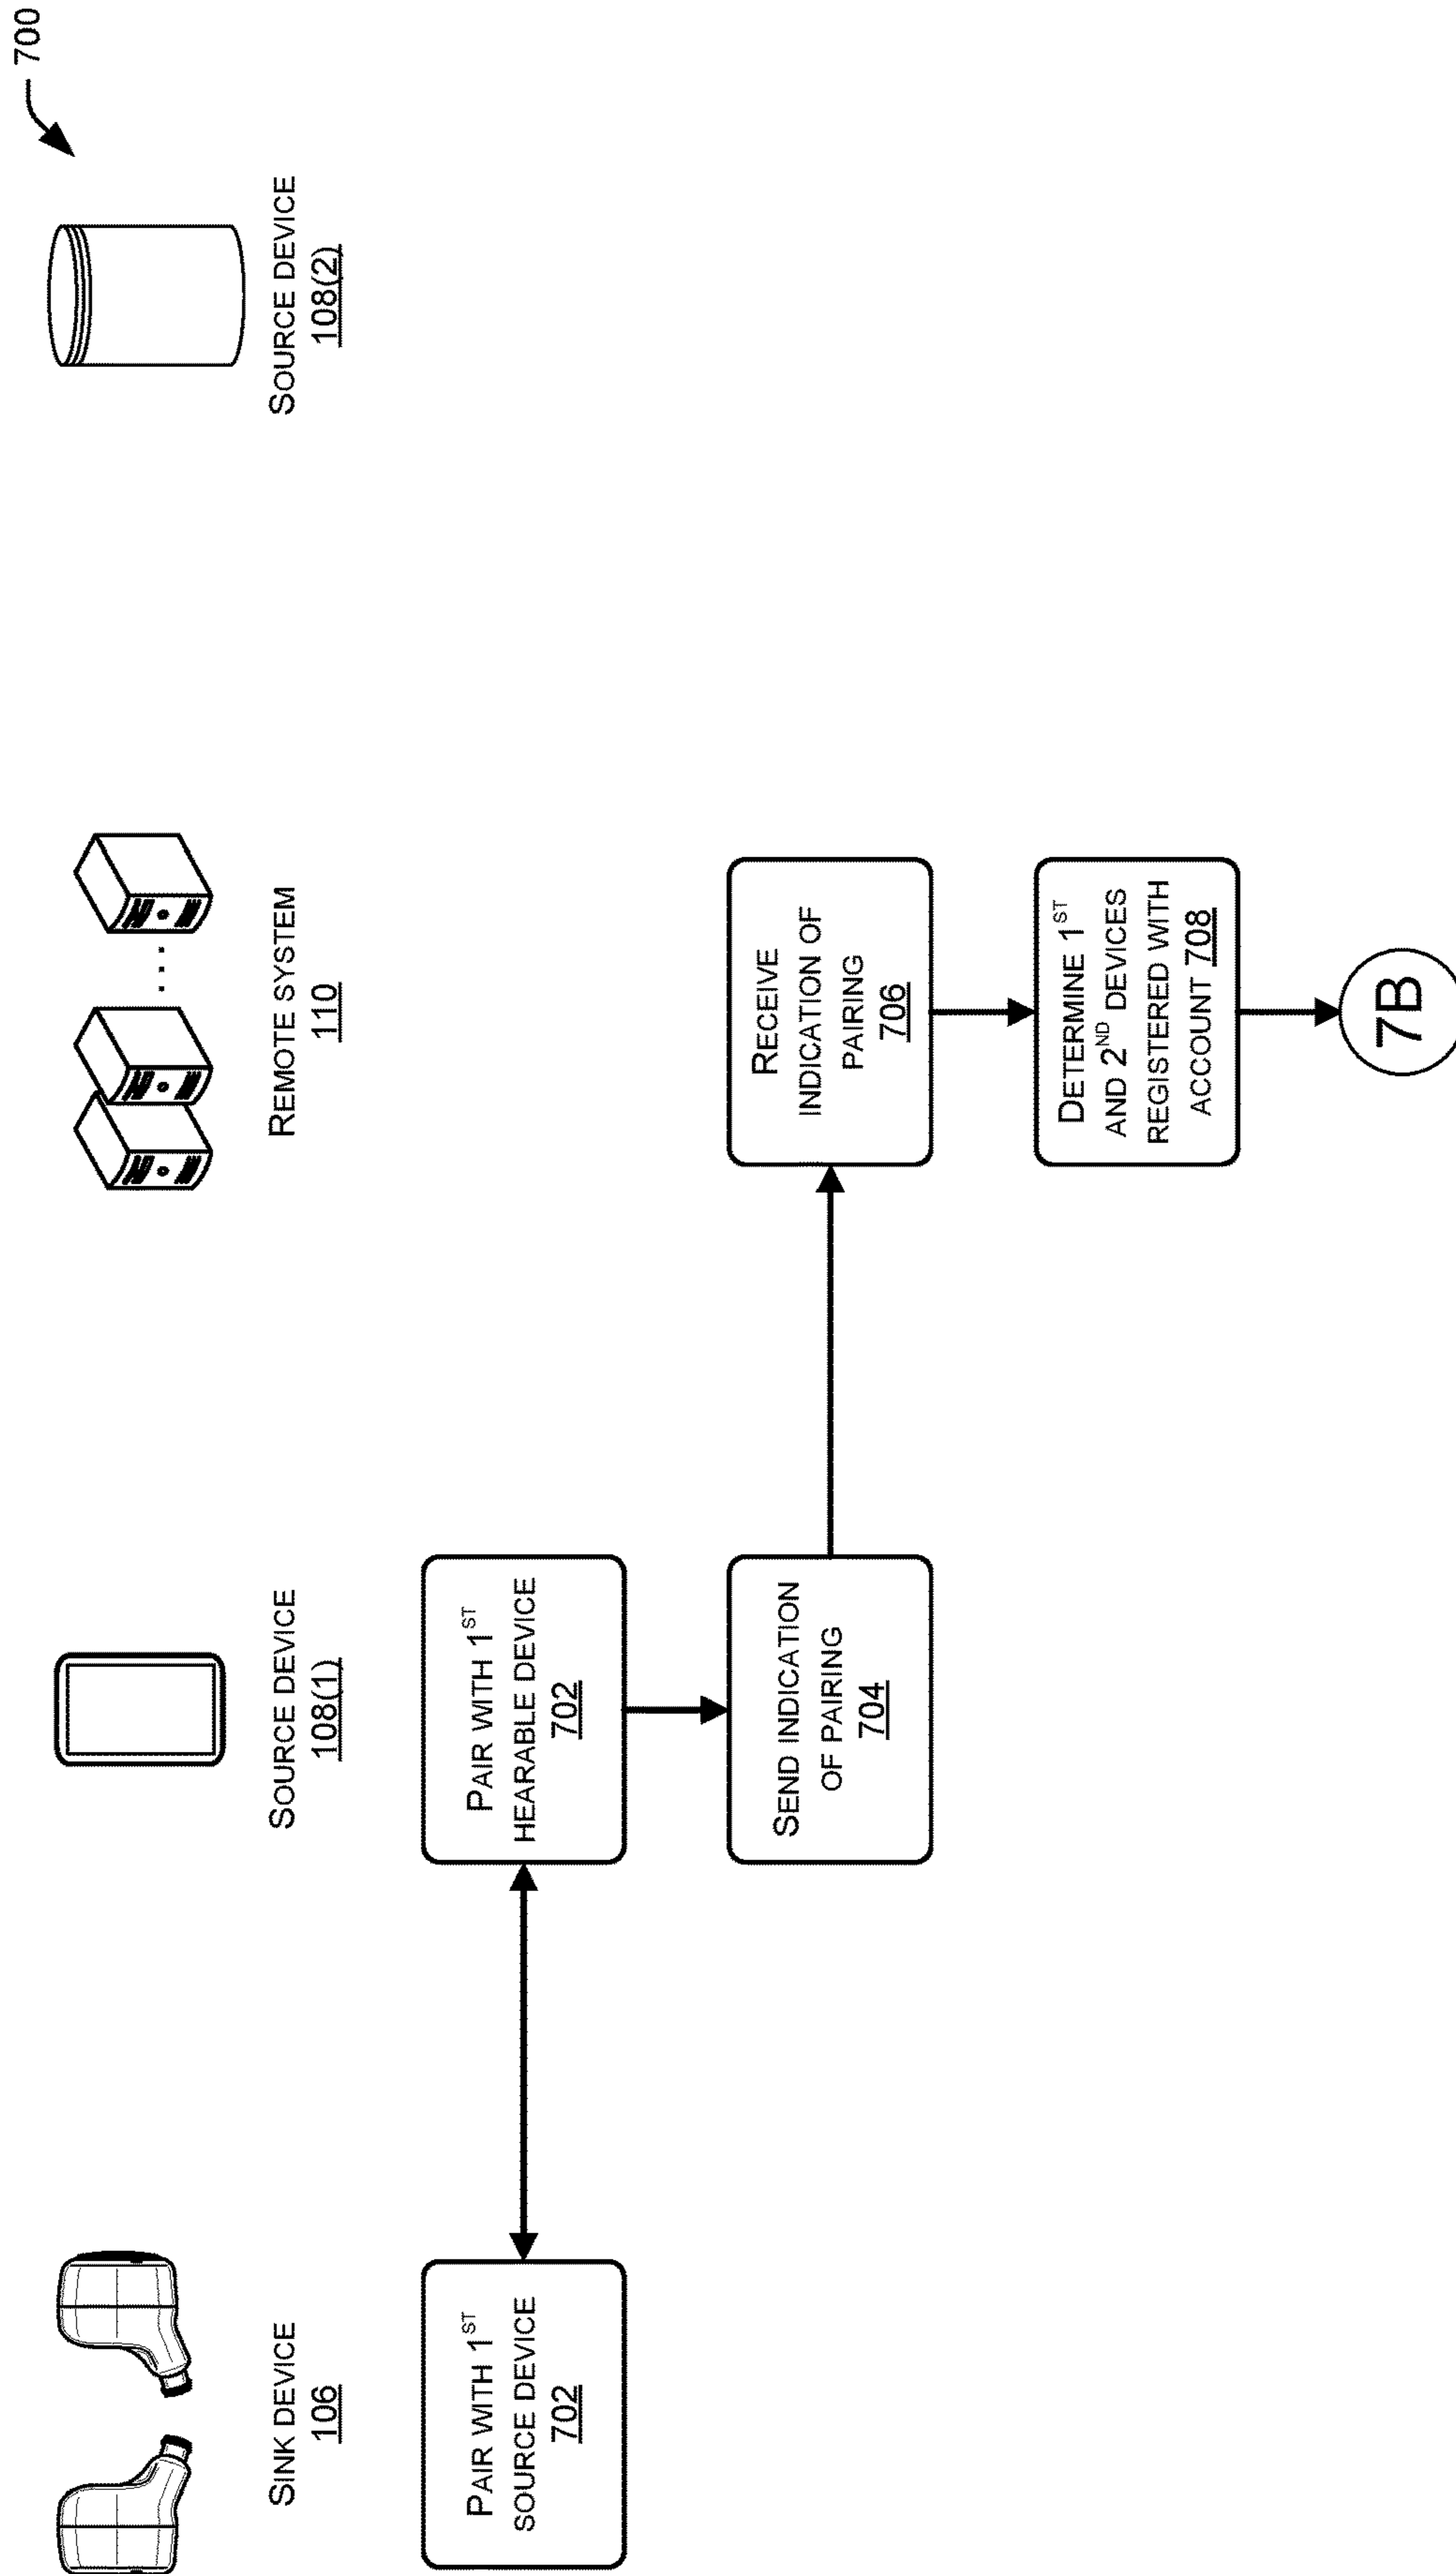 700
SINK DEVICE
106
SOURCE DEVICE
108(1)
REMOTE SYSTEM
110
SOURCE DEVICE
108(2)
PAIR WITH 1ST
SOURCE DEVICE
702
PAIR WITH 1ST
HEARABLE DEVICE
702
SEND INDICATION
OF PAIRING
704
RECEIVE
INDICATION OF
PAIRING
706
DETERMINE 1ST
AND 2ND DEVICES
REGISTERED WITH
ACCOUNT 708
7B